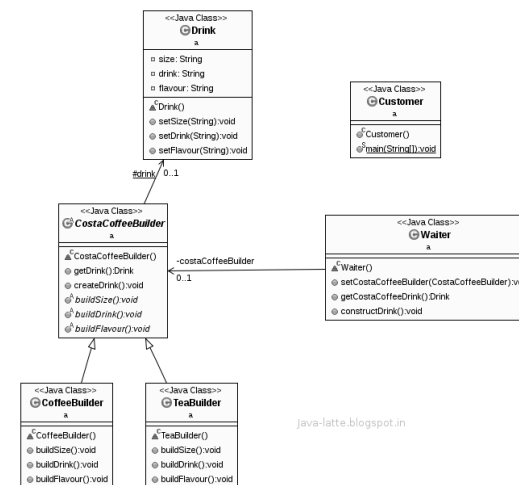 <<Java Class>>
Drink
a
size: String
drink: String
flavour: String
Drink()
setSize(String):void
setDrink(String):void
setFlavour(String):void
<<Java Class>>
Customer
a
Customer()
main(String[]):void
#drink 0..1
<<Java Class>>
CostaCoffeeBuilder
a
CostaCoffeeBuilder()
getDrink():Drink
createDrink():void
buildSize():void
buildDrink():void
buildFlavour():void
-costaCoffeeBuilder
0..1
<<Java Class>>
Waiter
a
Waiter()
setCostaCoffeeBuilder(CostaCoffeeBuilder):v
getCostaCoffeeDrink():Drink
constructDrink():void
<<Java Class>>
CoffeeBuilder
a
CoffeeBuilder()
buildSize():void
buildDrink():void
buildFlavour():void
<<Java Class>>
TeaBuilder
a
TeaBuilder()
buildSize():void
buildDrink():void
buildFlavour():void
java-latte.blogspot.in